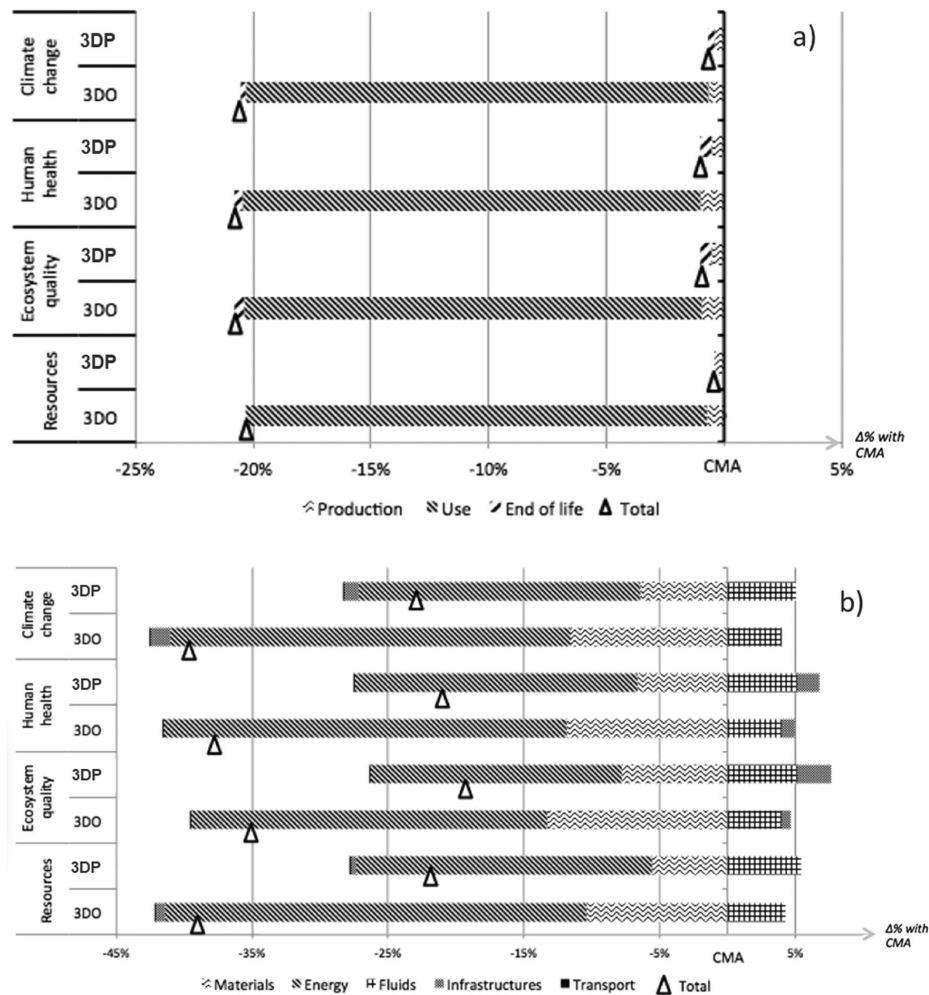 a)
Climate
change
3DP
3DO
Human
health
3DP
3DO
Ecosystem
quality
3DP
3DO
Resources
3DP
3DO
-25%
-20%
-15%
-10%
-5%
CMA
5%
Δ% with
CMA
Production
Use
End of life
Total
b)
Climate
change
3DP
3DO
Human
health
3DP
3DO
Ecosystem
quality
3DP
3DO
Resources
3DP
3DO
-45%
-35%
-25%
-15%
-5%
CMA
5%
Δ% with
CMA
Materials
Energy
Fluids
Infrastructures
Transport
Total